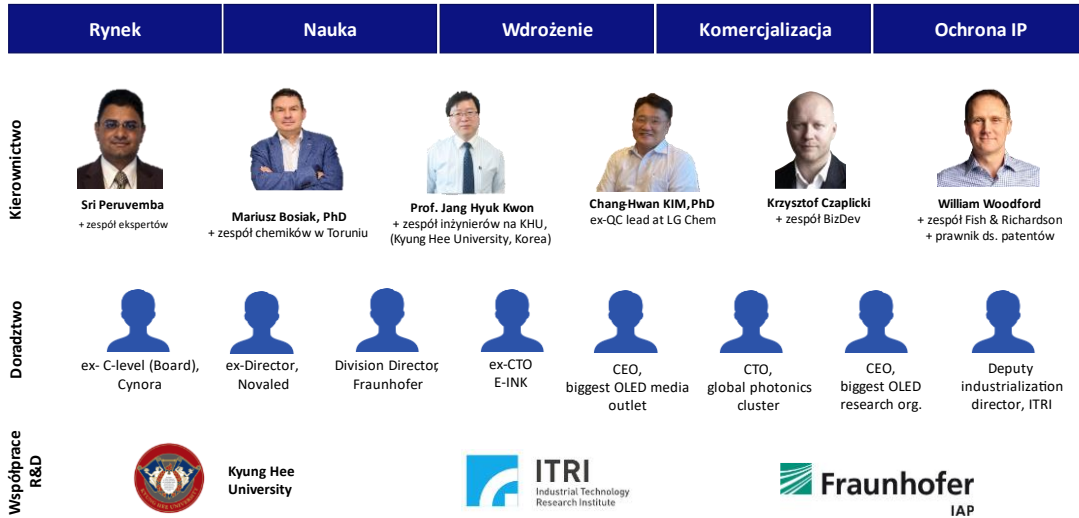 Rynek
Nauka
Wdrożenie
Komercjalizacja
Ochrona IP
Kierownictwo
Sri Peruvemba
+ zespół ekspertów
Mariusz Bosiak, PhD
+ zespół chemików w Toruniu
Prof. Jang Hyuk Kwon
+ zespół inżynierów na KHU,
(Kyung Hee University, Korea)
Chang-Hwan KIM, PhD
ex-QC lead at LG Chem
Krzysztof Czaplicki
+ zespół BizDev
William Woodford
+ zespół Fish & Richardson
+ prawnik ds. patentów
Doradztwo
ex- C-level (Board),
Cynora
ex-Director,
Novaled
Division Director,
Fraunhofer
ex-CTO
E-INK
CEO,
biggest OLED media
outlet
CTO,
global photonics
cluster
CEO,
biggest OLED
research org.
Deputy
industrialization
director, ITRI
Współprace
R&D
KYUNG HEE UNIVERSITY
Kyung Hee
University
ITRI
Industrial Technology
Research Institute
Fraunhofer
IAP